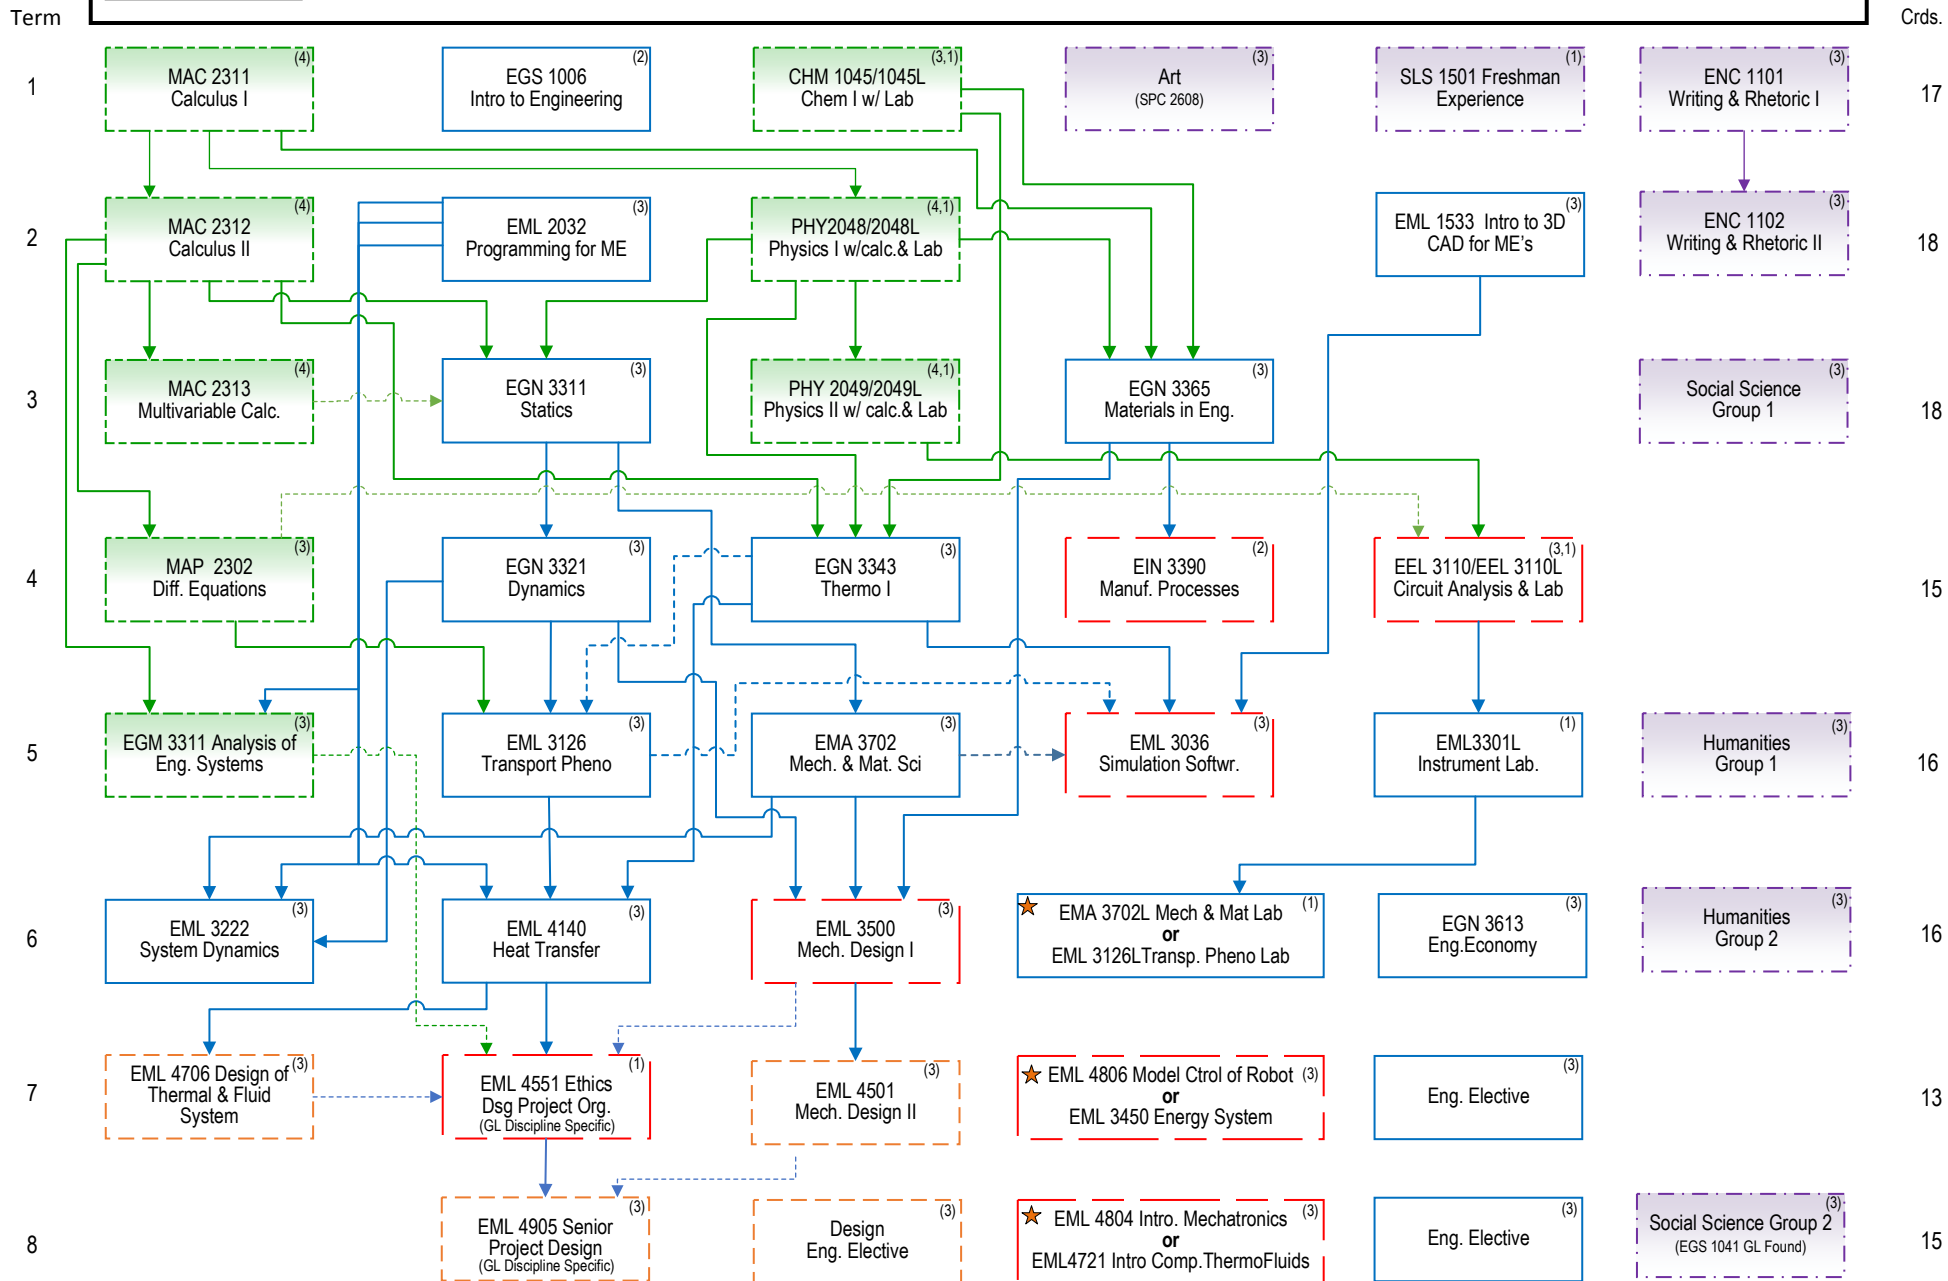 Term
Crds.
1
MAC 2311
Calculus I
(4)
EGS 1006
Intro to Engineering
(2)
CHM 1045/1045L
Chem I w/ Lab
(3,1)
Art
(SPC 2608)
(3)
SLS 1501 Freshman
Experience
(1)
ENC 1101
Writing & Rhetoric I
(3)
17
2
MAC 2312
Calculus II
(4)
EML 2032
Programming for ME
(3)
PHY2048/2048L
Physics I w/calc.& Lab
(4,1)
EML 1533 Intro to 3D
CAD for ME's
(3)
ENC 1102
Writing & Rhetoric II
(3)
18
3
MAC 2313
Multivariable Calc.
(4)
EGN 3311
Statics
(3)
PHY 2049/2049L
Physics II w/ calc.& Lab
(4,1)
EGN 3365
Materials in Eng.
(3)
Social Science
Group 1
(3)
18
4
MAP 2302
Diff. Equations
(3)
EGN 3321
Dynamics
(3)
EGN 3343
Thermo I
(3)
EIN 3390
Manuf. Processes
(2)
EEL 3110/EEL 3110L
Circuit Analysis & Lab
(3,1)
15
5
EGM 3311 Analysis of
Eng. Systems
(3)
EML 3126
Transport Pheno
(3)
EMA 3702
Mech. & Mat. Sci
(3)
EML 3036
Simulation Softwr.
(3)
EML3301L
Instrument Lab.
(1)
Humanities
Group 1
(3)
16
6
EML 3222
System Dynamics
(3)
EML 4140
Heat Transfer
(3)
EML 3500
Mech. Design I
(3)
EMA 3702L Mech & Mat Lab
or
EML 3126LTransp. Pheno Lab
(1)
EGN 3613
Eng.Economy
(3)
Humanities
Group 2
(3)
16
7
EML 4706 Design of
Thermal & Fluid
System
(3)
EML 4551 Ethics
Dsg Project Org.
(GL Discipline Specific)
(1)
EML 4501
Mech. Design II
(3)
EML 4806 Model Ctrol of Robot
or
EML 3450 Energy System
(3)
Eng. Elective
(3)
13
8
EML 4905 Senior
Project Design
(GL Discipline Specific)
(3)
Design
Eng. Elective
(3)
EML 4804 Intro. Mechatronics
or
EML4721 Intro Comp.ThermoFluids
(3)
Eng. Elective
(3)
Social Science Group 2
(EGS 1041 GL Found)
(3)
15